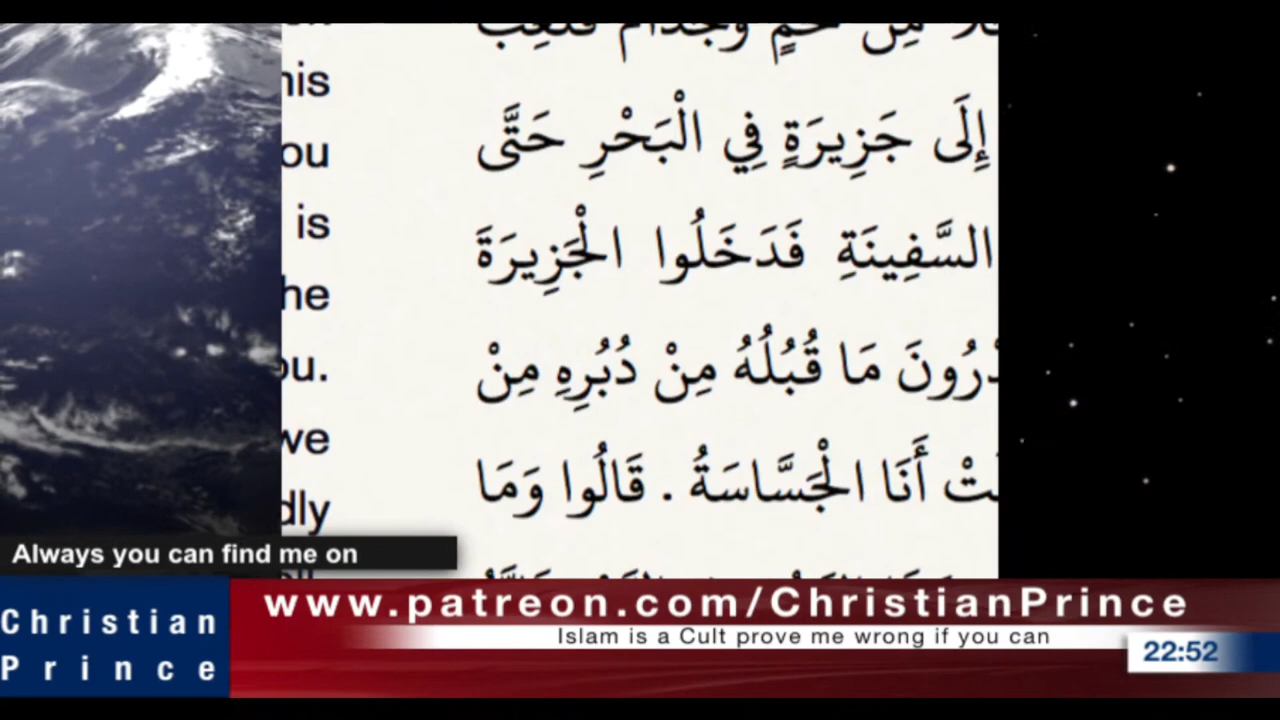 his
ou
is
he
ou.
we
dly
إِلَى جَزِيرَةٍ فِي الْبَحْرِ حَتَّى
السَّفِينَةِ فَدَخَلُوا الْجَزِيرَةَ
مَا قُبُلُهُ مِنْ دُبُرِهِ مِنْ
أَنَا الْجَسَّاسَةُ . قَالُوا وَمَا
Always you can find me on
www.patreon.com/ChristianPrince
Islam is a Cult prove me wrong if you can
Christian
Prince
22:52